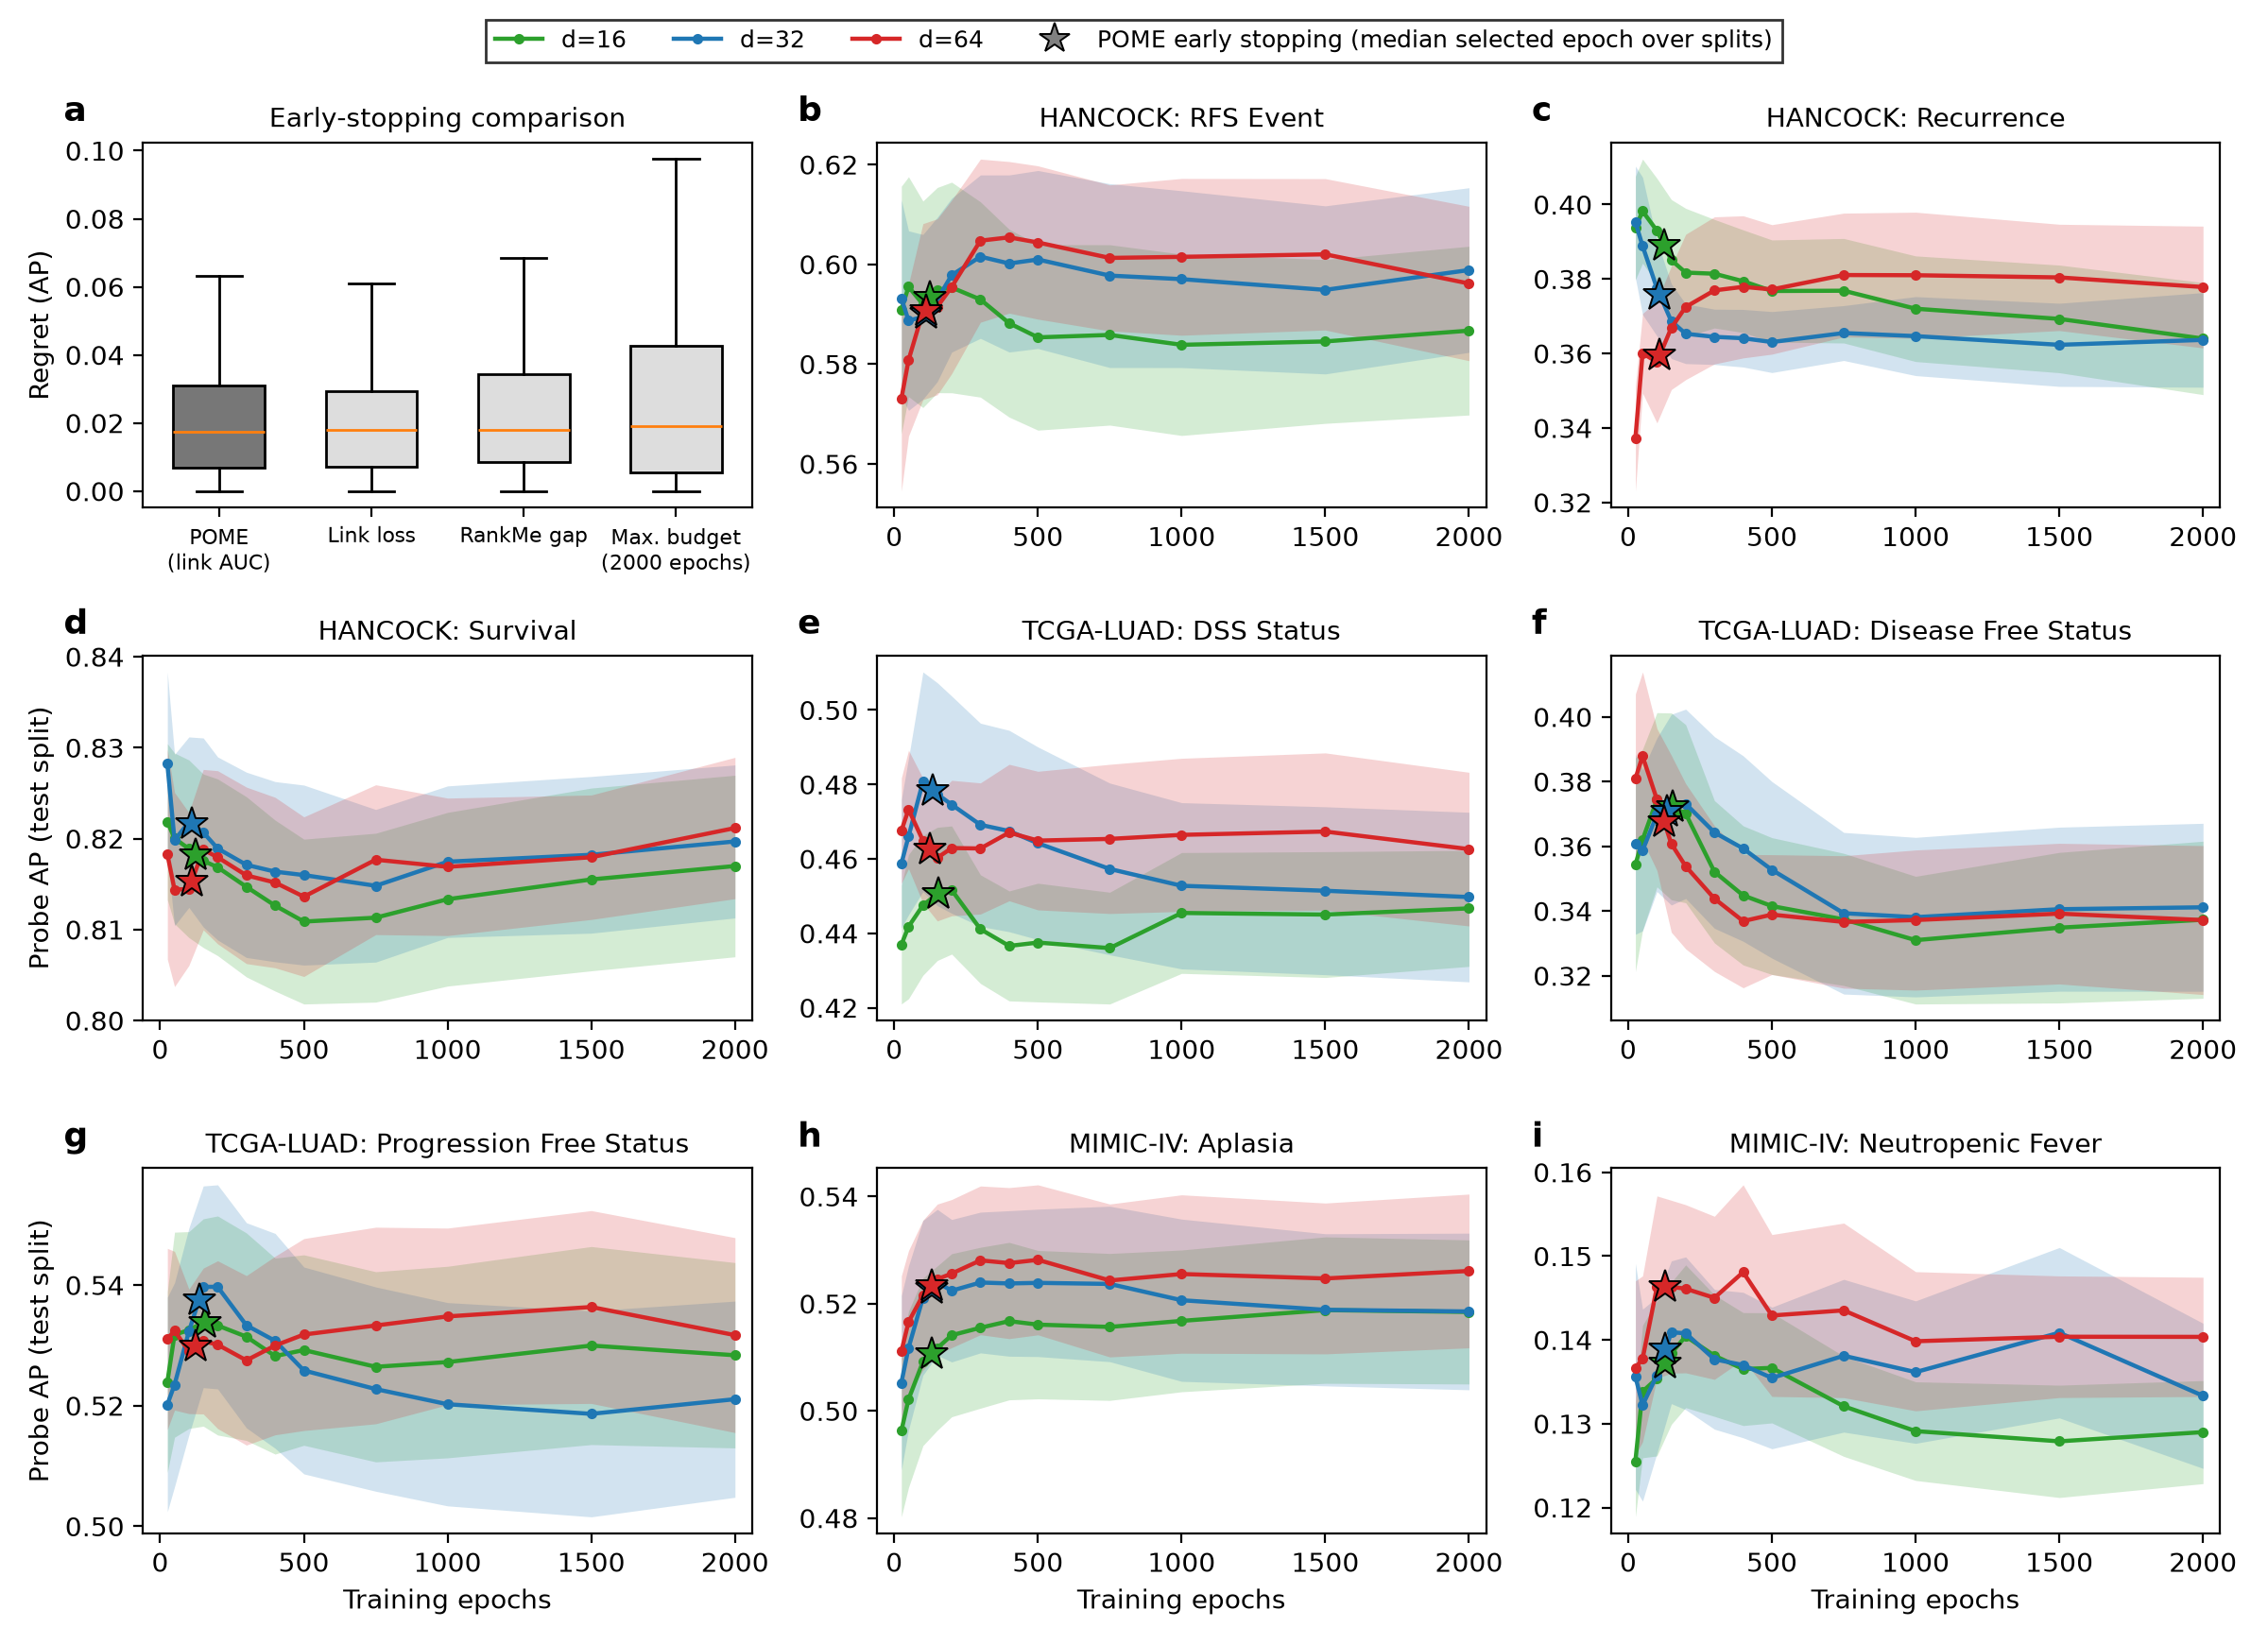 d=16 d=32 d=64 POME early stopping (median selected epoch over splits)
a
Early-stopping comparison
Regret (AP)
0.10
0.08
0.06
0.04
0.02
0.00
POME
(link AUC)
Link loss
RankMe gap
Max. budget
(2000 epochs)
b
HANCOCK: RFS Event
0.62
0.60
0.58
0.56
0 500 1000 1500 2000
c
HANCOCK: Recurrence
0.40
0.38
0.36
0.34
0.32
0 500 1000 1500 2000
d
HANCOCK: Survival
Probe AP (test split)
0.84
0.83
0.82
0.81
0.80
0 500 1000 1500 2000
e
TCGA-LUAD: DSS Status
0.50
0.48
0.46
0.44
0.42
0 500 1000 1500 2000
f
TCGA-LUAD: Disease Free Status
0.40
0.38
0.36
0.34
0.32
0 500 1000 1500 2000
g
TCGA-LUAD: Progression Free Status
Probe AP (test split)
0.54
0.52
0.50
0 500 1000 1500 2000
Training epochs
h
MIMIC-IV: Aplasia
0.54
0.52
0.50
0.48
0 500 1000 1500 2000
Training epochs
i
MIMIC-IV: Neutropenic Fever
0.16
0.15
0.14
0.13
0.12
0 500 1000 1500 2000
Training epochs